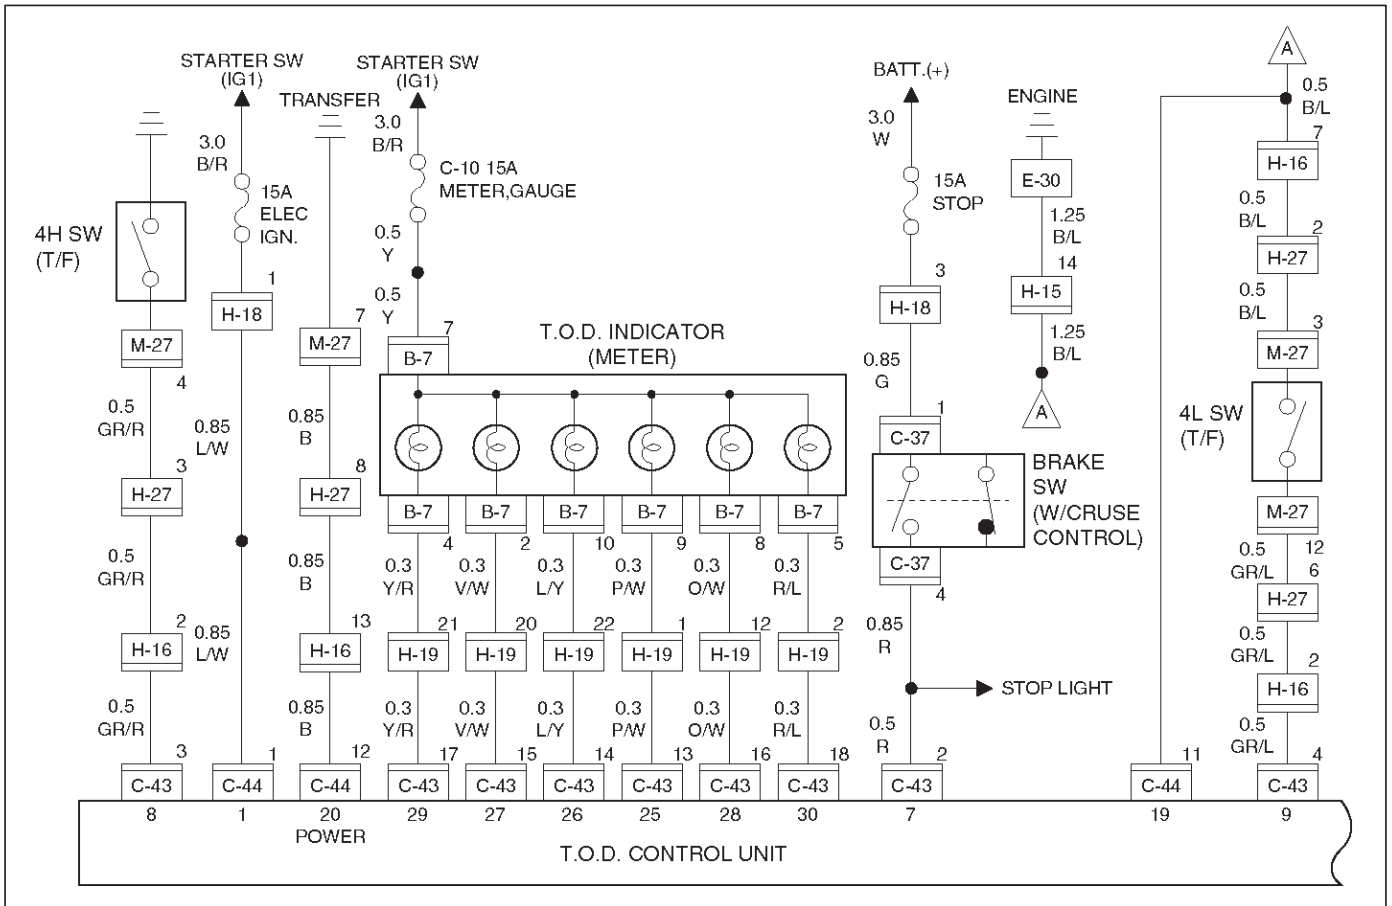 A
STARTER SW
(IG1)
STARTER SW
(IG1)
BATT.(+)
TRANSFER
ENGINE
0.5
B/L
3.0
B/R
3.0
B/R
3.0
W
7
H-16
15A
ELEC
IGN.
C-10 15A
METER,GAUGE
15A
STOP
E-30
4H SW
(T/F)
0.5
Y
1.25
B/L
0.5
B/L
2
H-27
1
H-18
0.5
Y
3
H-18
14
H-15
0.5
B/L
7
M-27
M-27
4
7
B-7
T.O.D. INDICATOR
(METER)
0.85
G
1.25
B/L
3
M-27
0.5
GR/R
0.85
L/W
0.85
B
1
C-37
A
4L SW
(T/F)
3
H-27
8
H-27
BRAKE
SW
(W/CRUSE
CONTROL)
B-7
B-7
B-7
B-7
B-7
B-7
4
2
10
9
8
5
M-27
12
0.5
GR/R
0.85
B
0.3
Y/R
0.3
V/W
0.3
L/Y
0.3
P/W
0.3
O/W
0.3
R/L
C-37
4
0.5
GR/L
6
H-27
2
H-16
0.85
L/W
13
H-16
21
H-19
20
H-19
22
H-19
1
H-19
12
H-19
2
H-19
0.85
R
0.5
GR/L
2
H-16
STOP LIGHT
0.5
GR/R
0.85
B
0.3
Y/R
0.3
V/W
0.3
L/Y
0.3
P/W
0.3
O/W
0.3
R/L
0.5
R
0.5
GR/L
3
1
12
17
15
14
13
16
18
2
11
4
C-43
C-44
C-44
C-43
C-43
C-43
C-43
C-43
C-43
C-43
C-44
C-43
8
1
20
29
27
26
25
28
30
7
19
9
POWER
T.O.D. CONTROL UNIT